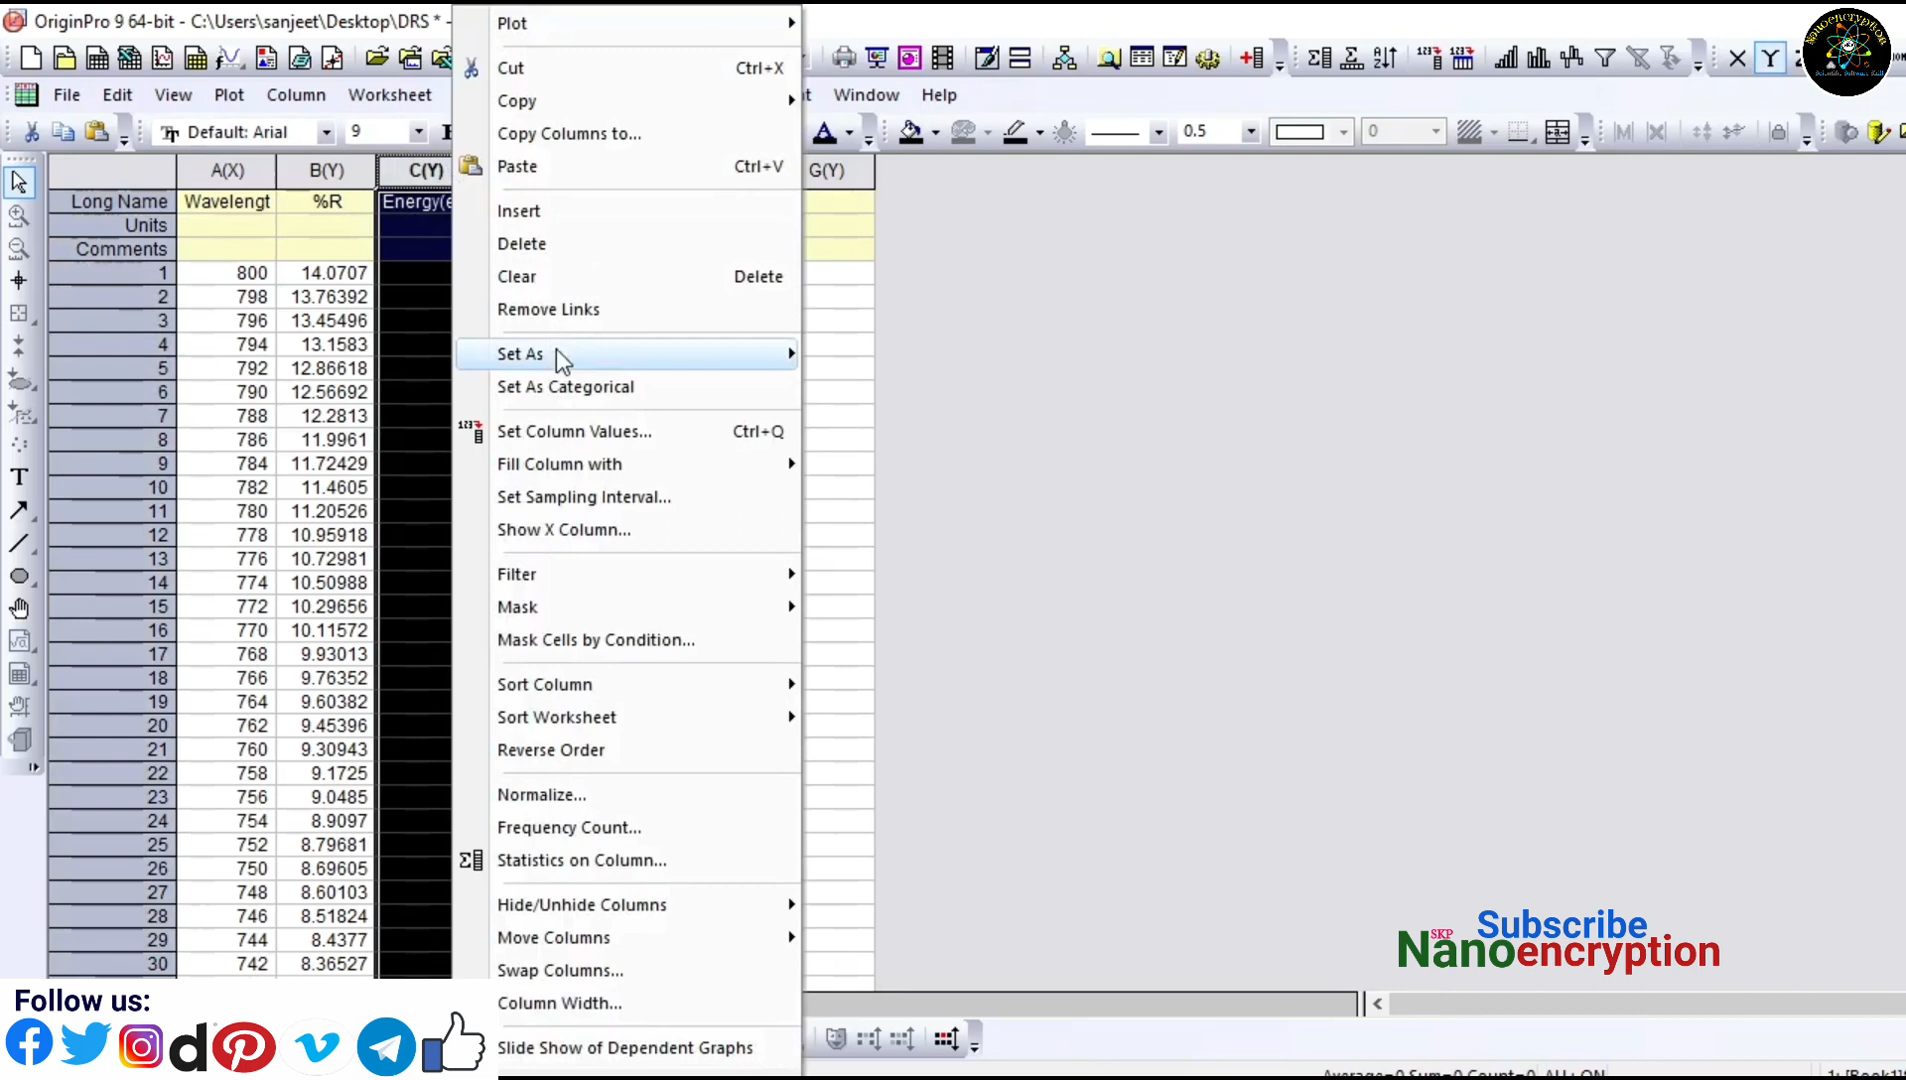 OriginPro 9 64-bit - C:\Users\sanjeet\Desktop\DRS * -
File Edit View Plot Column Worksheet Window Help
Default: Arial 9 0.5 0
A(X) B(Y) C(Y) G(Y)
Long Name Wavelengt %R Energy(e
Units
Comments
1 800 14.0707
2 798 13.76392
3 796 13.45496
4 794 13.1583
5 792 12.86618
6 790 12.56692
7 788 12.2813
8 786 11.9961
9 784 11.72429
10 782 11.4605
11 780 11.20526
12 778 10.95918
13 776 10.72981
14 774 10.50988
15 772 10.29656
16 770 10.11572
17 768 9.93013
18 766 9.76352
19 764 9.60382
20 762 9.45396
21 760 9.30943
22 758 9.1725
23 756 9.0485
24 754 8.9097
25 752 8.79681
26 750 8.69605
27 748 8.60103
28 746 8.51824
29 744 8.4377
30 742 8.36527
Plot
Cut Ctrl+X
Copy
Copy Columns to...
Paste Ctrl+V
Insert
Delete
Clear Delete
Remove Links
Set As
Set As Categorical
Set Column Values... Ctrl+Q
Fill Column with
Set Sampling Interval...
Show X Column...
Filter
Mask
Mask Cells by Condition...
Sort Column
Sort Worksheet
Reverse Order
Normalize...
Frequency Count...
Statistics on Column...
Hide/Unhide Columns
Move Columns
Swap Columns...
Column Width...
Slide Show of Dependent Graphs
Subscribe
SKP
Nanoencryption
Follow us: